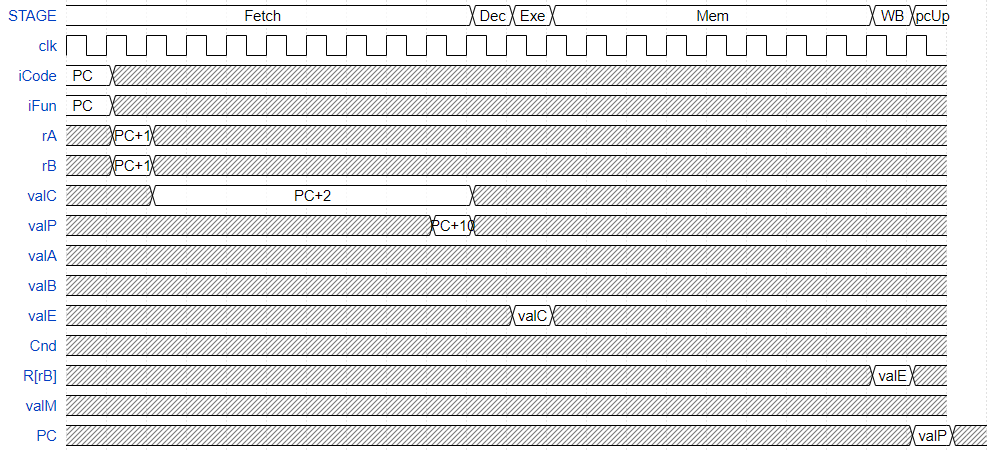 STAGE Fetch Dec Exe Mem WB pcUp
clk
iCode PC
iFun PC
rA PC+1
rB PC+1
valC PC+2
valP PC+10
valA
valB
valE valC
Cnd
R[rB] valE
valM
PC valP